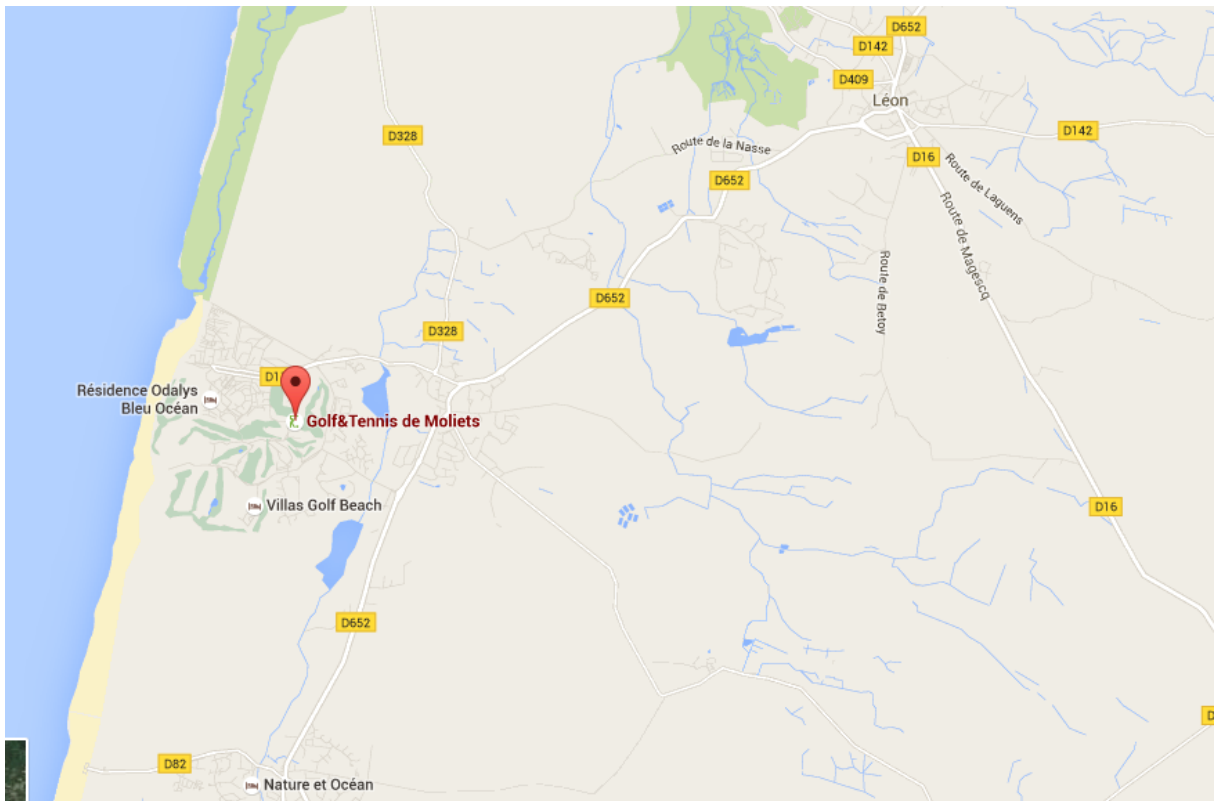 D652
D142
D409
Léon
D328
D142
Route de la Nasse
D16
D652
Route de Laguens
Route de Magescq
Route de Betoy
D652
D328
Résidence Odalys
Bleu Océan
Golf&Tennis de Moliets
Villas Golf Beach
D16
D652
D82
Nature et Océan